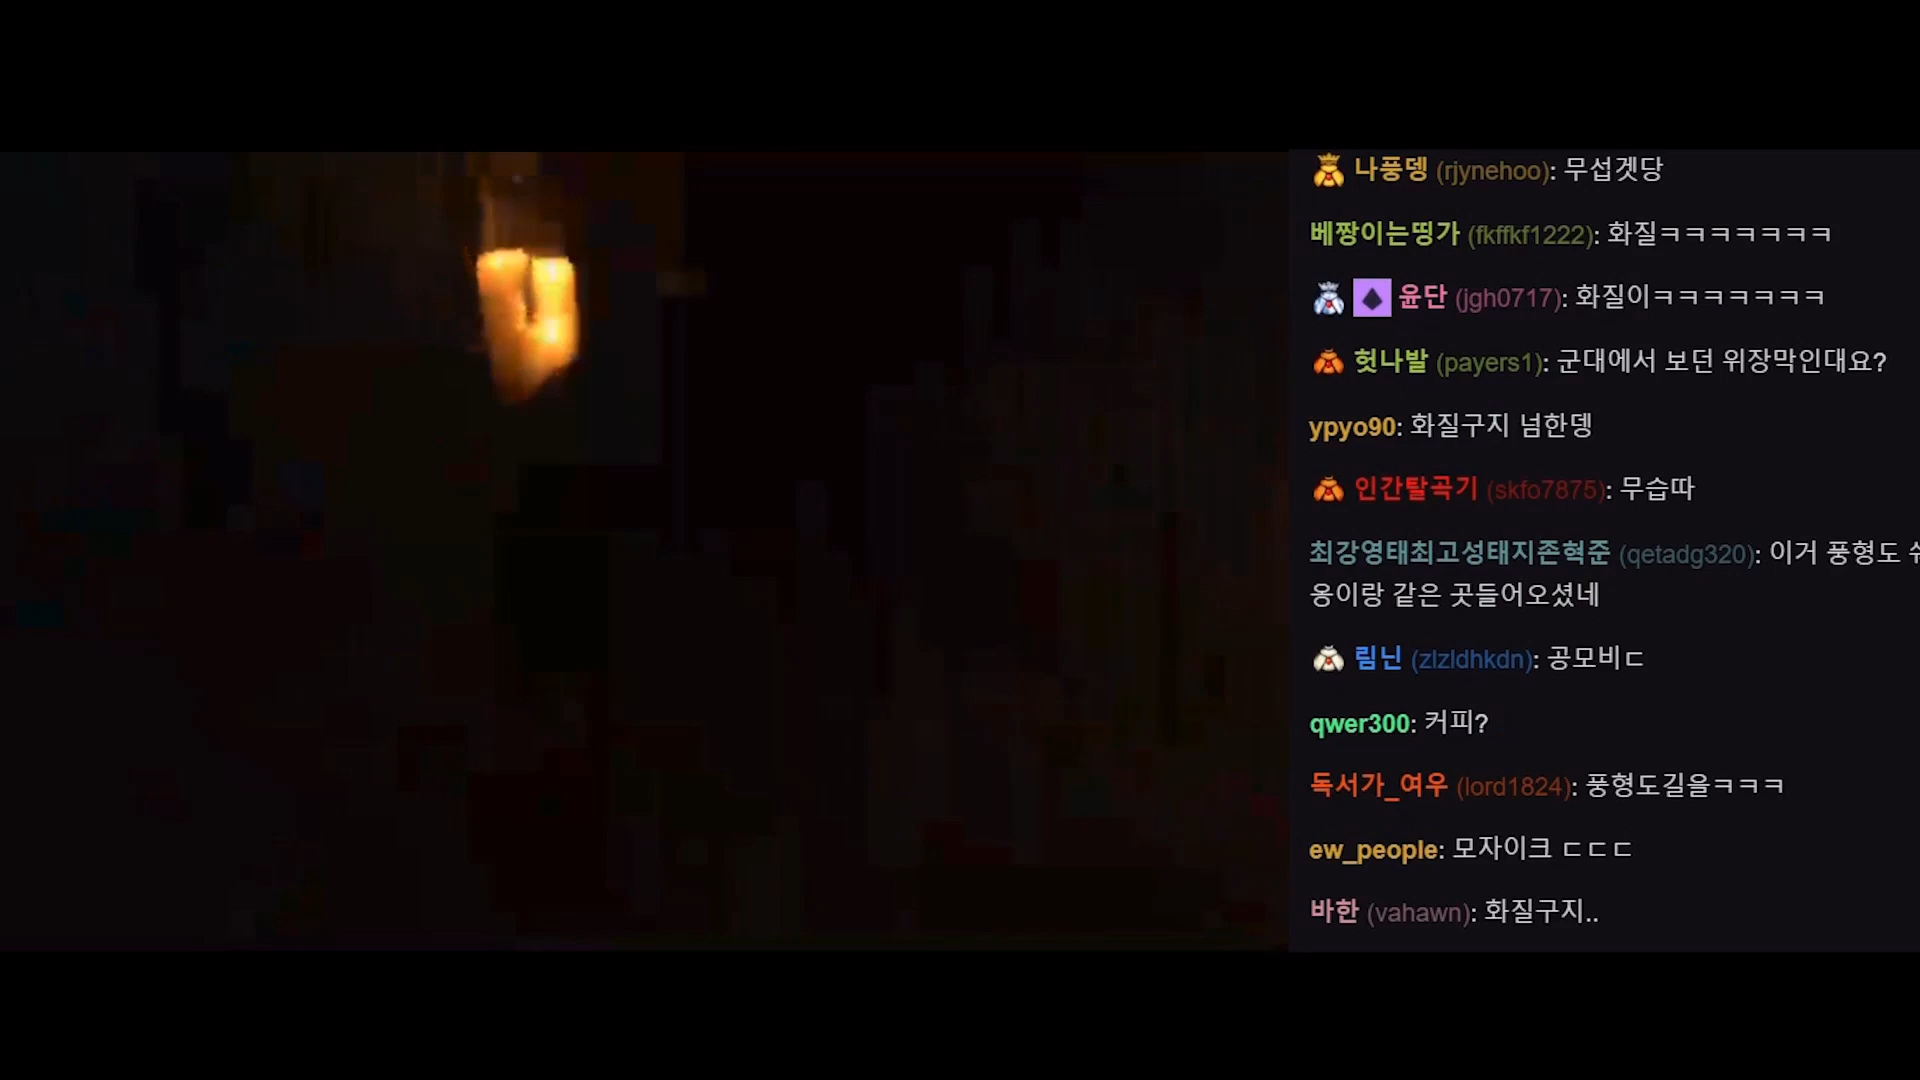 나풍뎅 (rjynehoo): 무섭겟당
베짱이는띵가 (fkffkf1222): 화질ㅋㅋㅋㅋㅋㅋㅋ
윤단 (jgh0717): 화질이ㅋㅋㅋㅋㅋㅋㅋ
헛나발 (payers1): 군대에서 보던 위장막인대요?
ypyo90: 화질구지 넘한뎅
인간탈곡기 (skfo7875): 무습따
최강영태최고성태지존혁준 (qetadg320): 이거 풍형도
옹이랑 같은 곳들어오셨네
림닌 (zlzldhkdn): 공모비ㄷ
qwer300: 커피?
독서가_여우 (lord1824): 풍형도길을ㅋㅋㅋ
ew_people: 모자이크 ㄷㄷㄷ
바한 (vahawn): 화질구지..